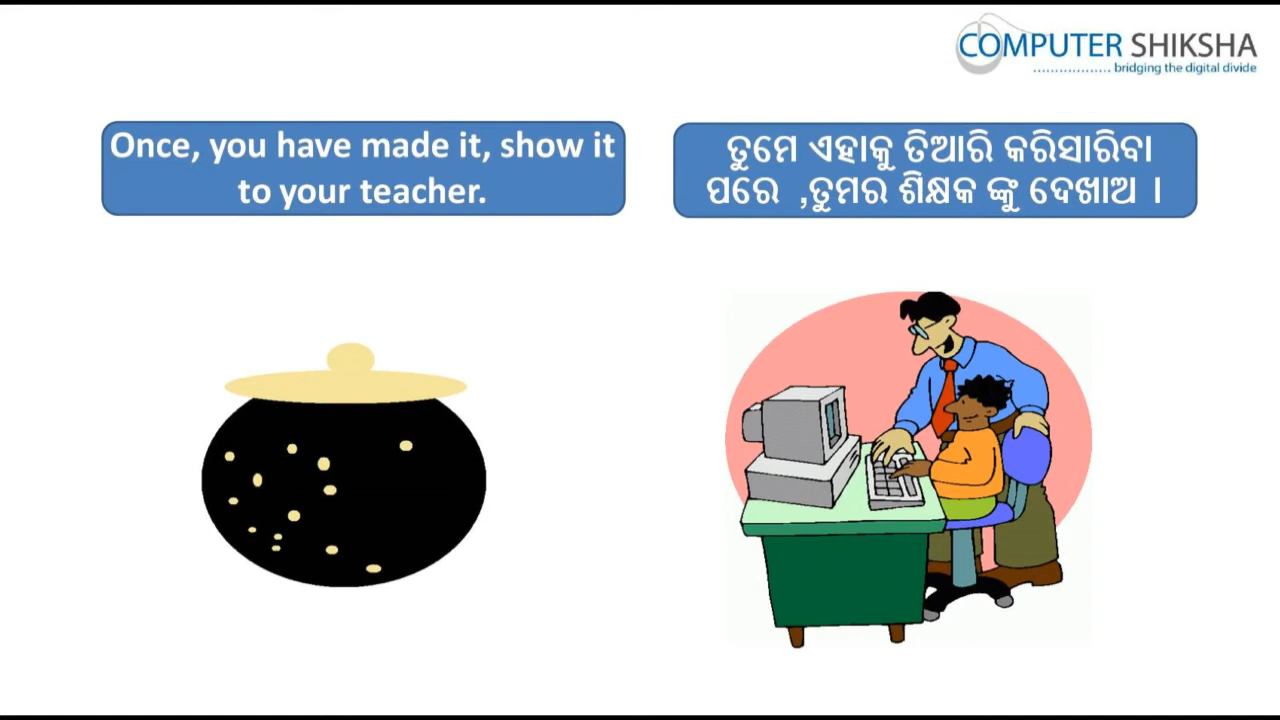 COMPUTER SHIKSHA
.................. bridging the digital divide
Once, you have made it, show it
to your teacher.
ତୁମେ ଏହାକୁ ତିଆରି କରିସାରିବା
ପରେ ,ତୁମର ଶିକ୍ଷକ ଙ୍କୁ ଦେଖାଅ ।